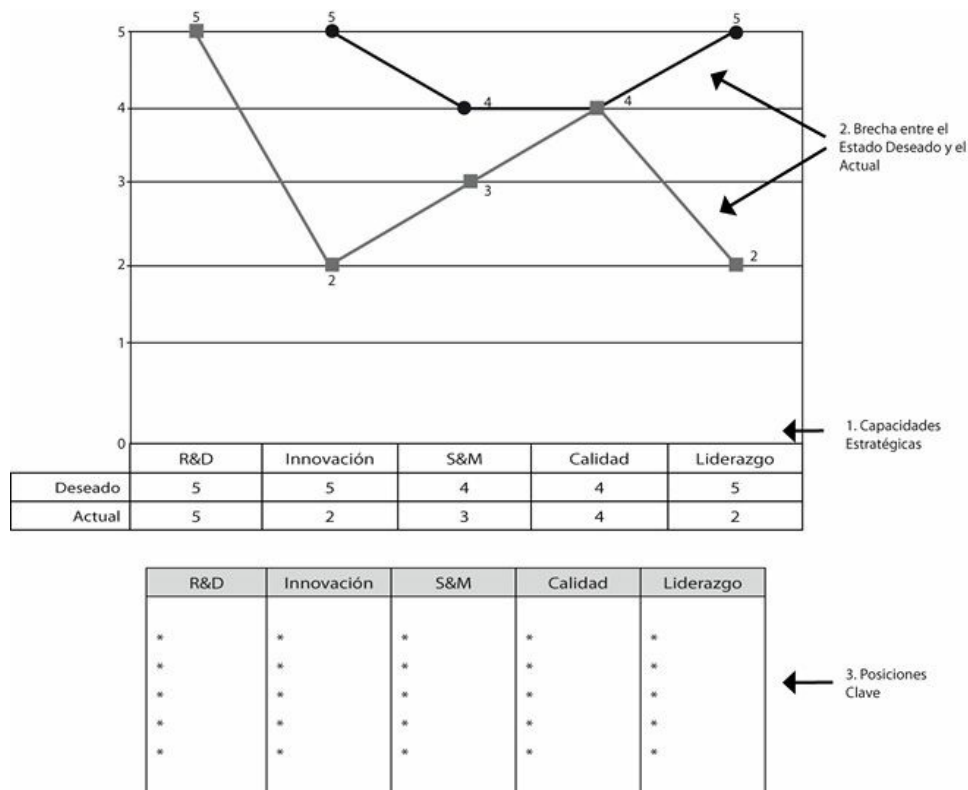 5
5
5
5
4
4
4
3
3
2
2
2
1
0
2. Brecha entre el
Estado Deseado y el
Actual
1. Capacidades
Estratégicas
R&D Innovación S&M Calidad Liderazgo
Deseado 5 5 4 4 5
Actual 5 2 3 4 2
R&D Innovación S&M Calidad Liderazgo
* * * * *
* * * * *
* * * * *
* * * * *
* * * * *
3. Posiciones
Clave